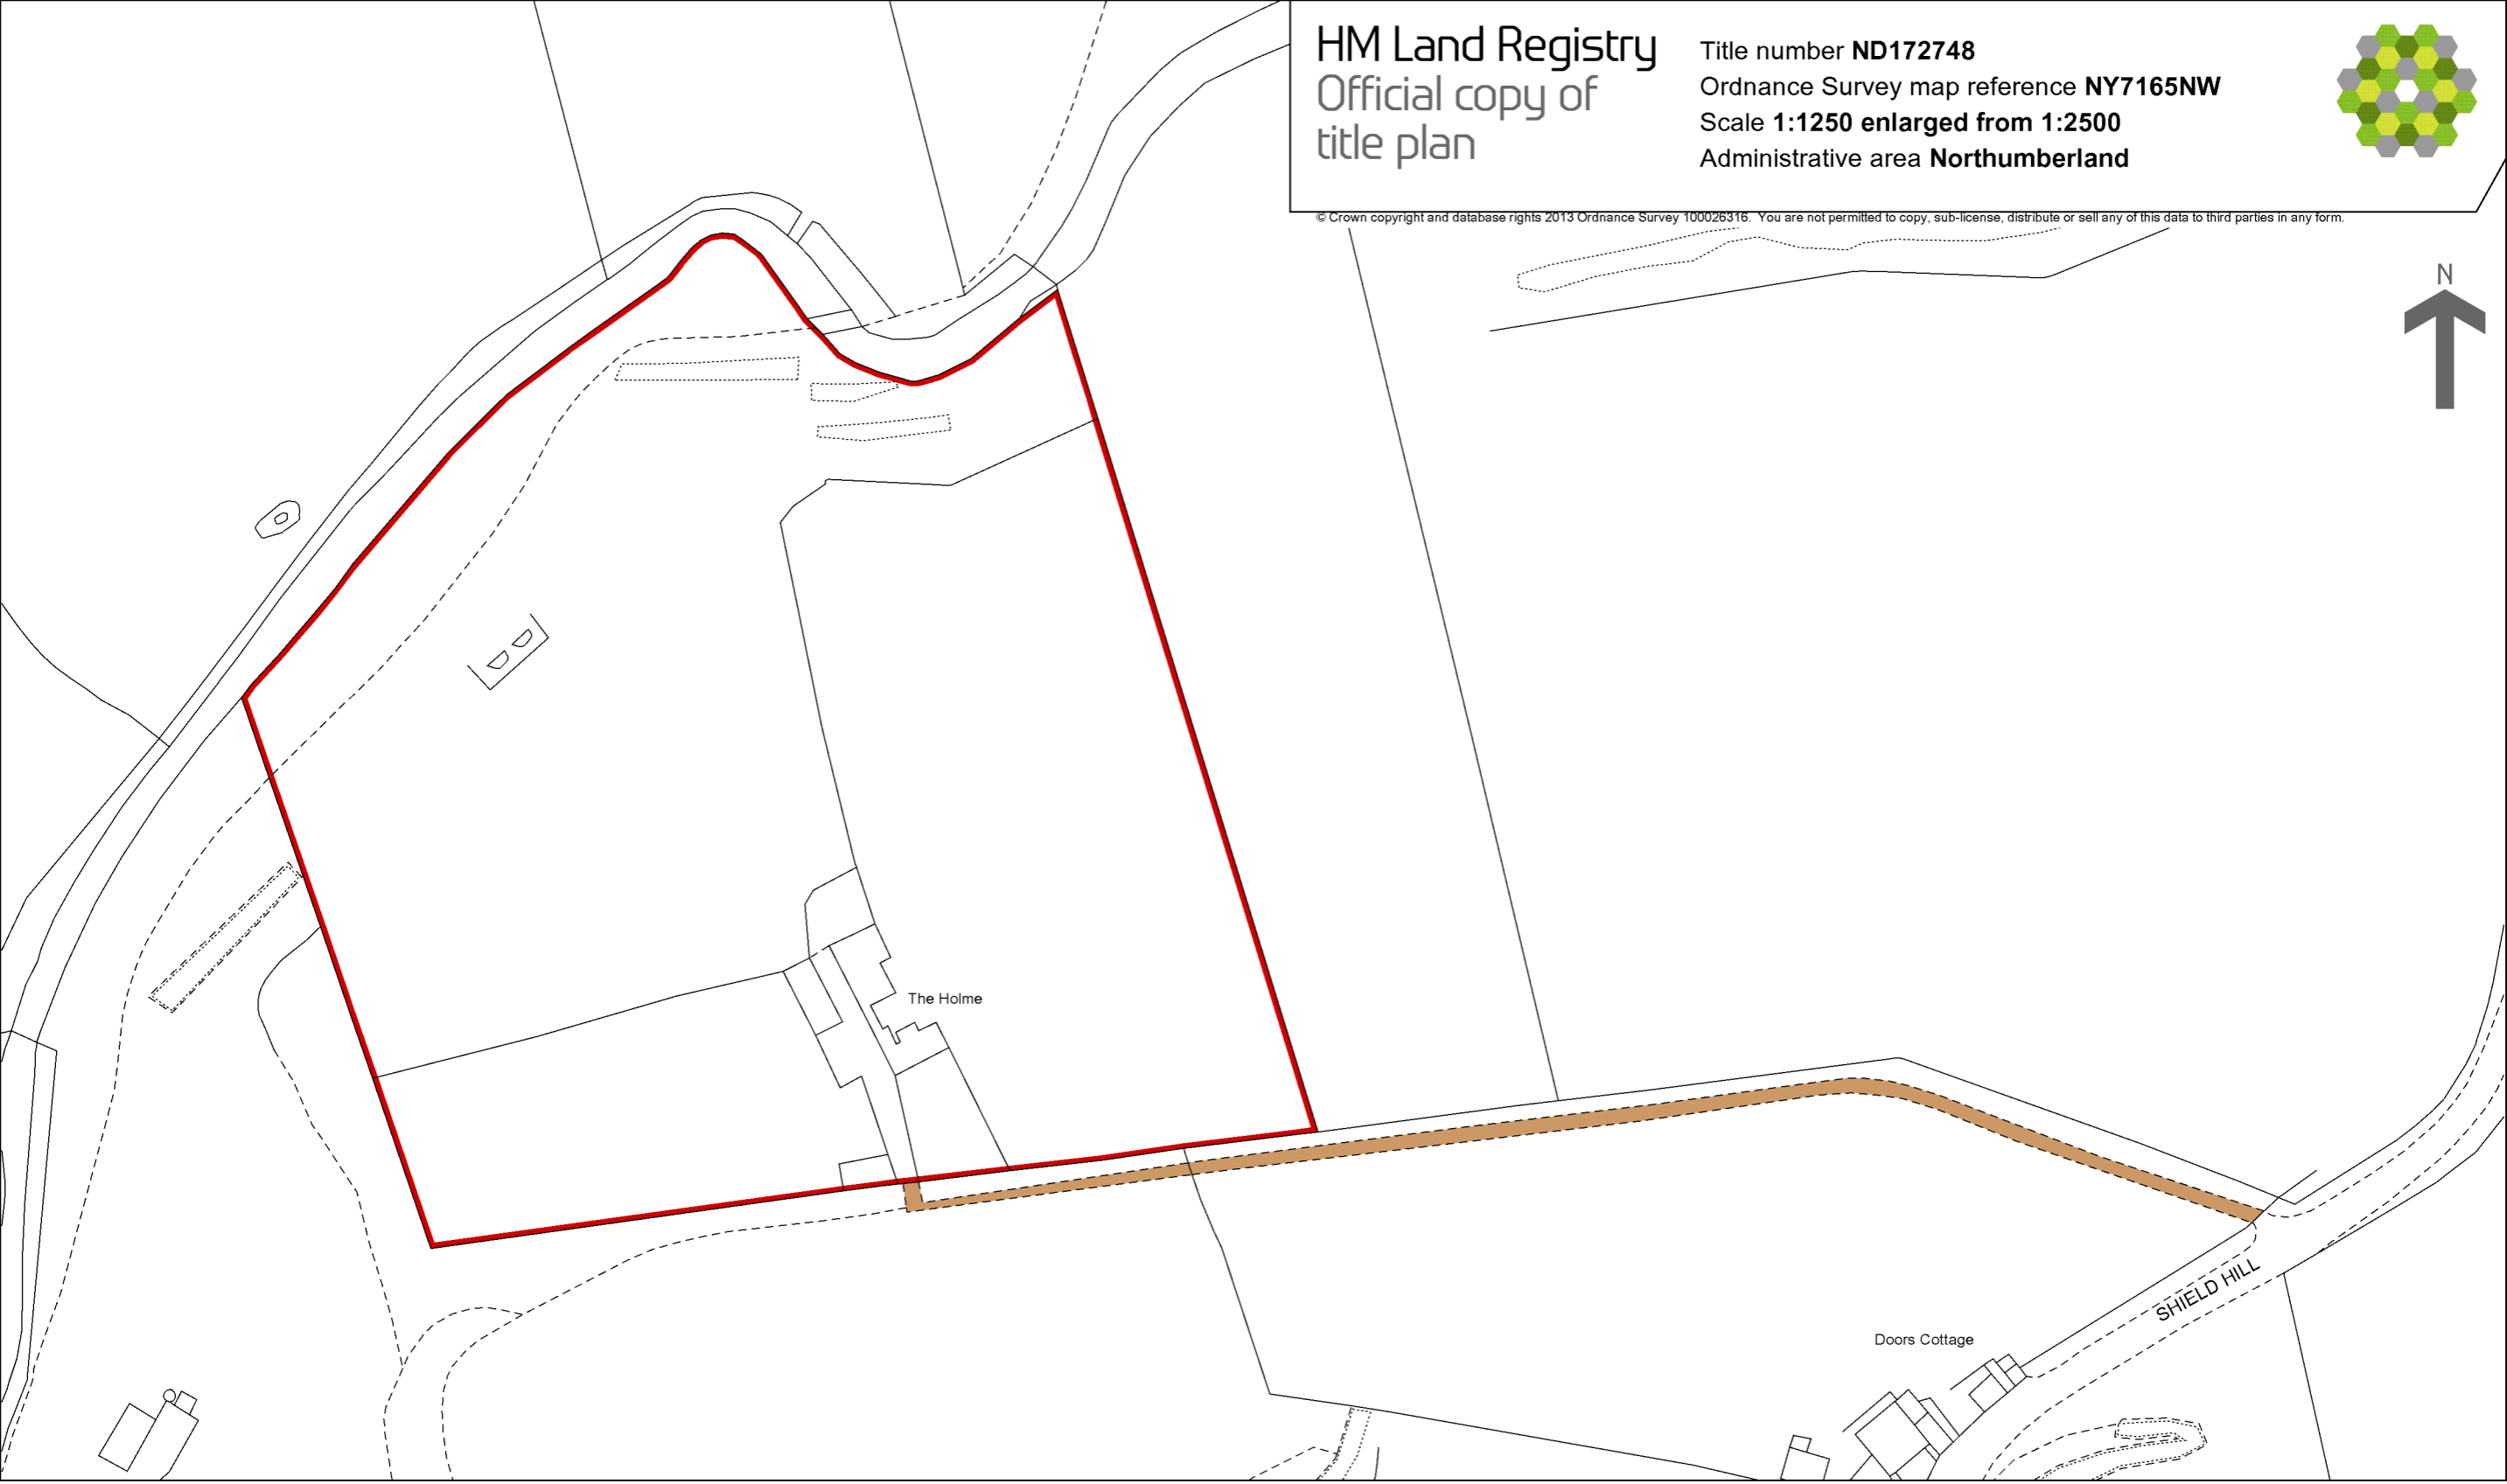 HM Land Registry
Official copy of
title plan
Title number ND172748
Ordnance Survey map reference NY7165NW
Scale 1:1250 enlarged from 1:2500
Administrative area Northumberland
© Crown copyright and database rights 2013 Ordnance Survey 100026316. You are not permitted to copy, sub-license, distribute or sell any of this data to third parties in any form.
N
The Holme
SHIELD HILL
Doors Cottage